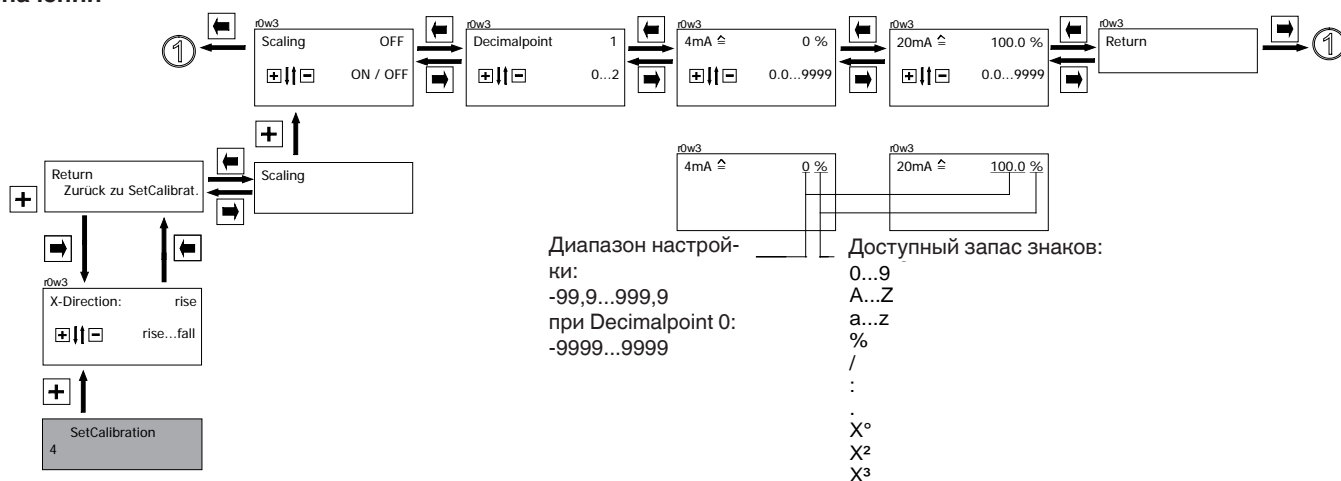 r0w3
Scaling OFF
ON / OFF
r0w3
Decimalpoint 1
0...2
r0w3
4mA ≙ 0 %
0.0...9999
r0w3
20mA ≙ 100.0 %
0.0...9999
r0w3
Return
1
1
Return
Zurück zu SetCalibrat.
Scaling
r0w3
4mA ≙ 0 %
r0w3
20mA ≙ 100.0 %
r0w3
X-Direction: rise
rise...fall
SetCalibration
4
Диапазон настрой-
ки:
-99,9...999,9
при Decimalpoint 0:
-9999...9999
Доступный запас знаков:
0...9
A...Z
a...z
%
/
:
.
X°
X²
X³